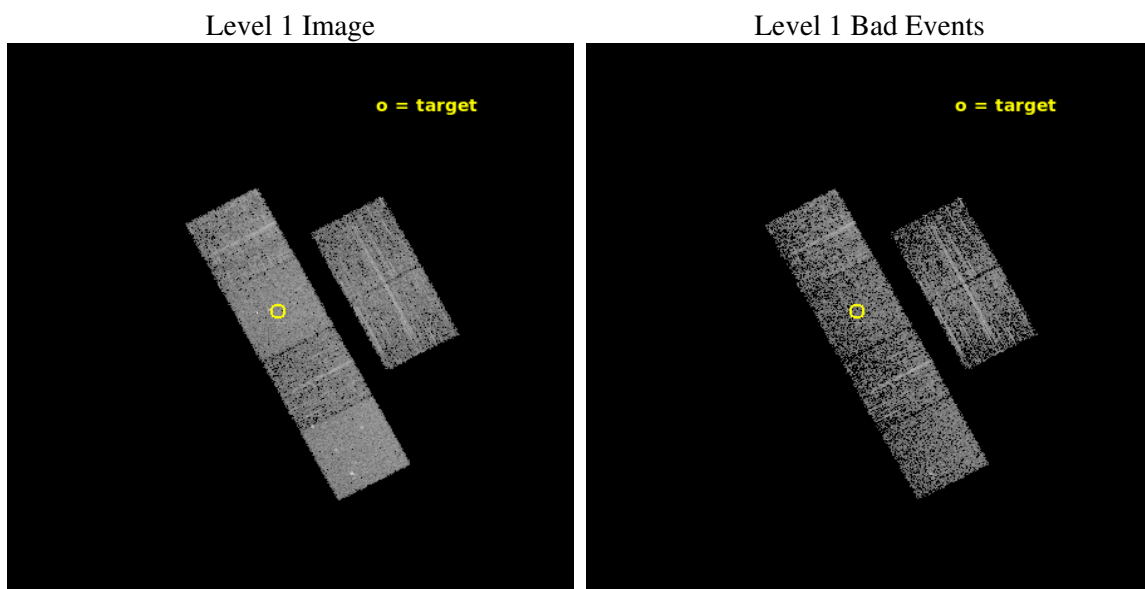 Level 1 Image
Level 1 Bad Events
o = target
o = target